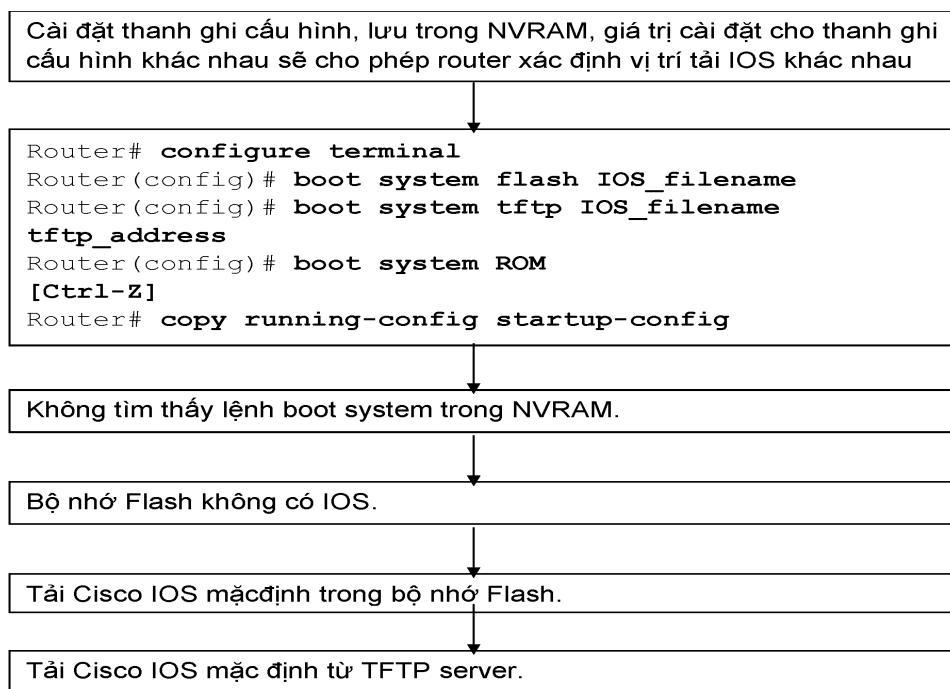 Cài đặt thanh ghi cấu hình, lưu trong NVRAM, giá trị cài đặt cho thanh ghi
cấu hình khác nhau sẽ cho phép router xác định vị trí tải IOS khác nhau
Router# configure terminal
Router(config)# boot system flash IOS_filename
Router(config)# boot system tftp IOS_filename
tftp_address
Router(config)# boot system ROM
[Ctrl-Z]
Router# copy running-config startup-config
Không tìm thấy lệnh boot system trong NVRAM.
Bộ nhớ Flash không có IOS.
Tải Cisco IOS mặcđịnh trong bộ nhớ Flash.
Tải Cisco IOS mặc định từ TFTP server.